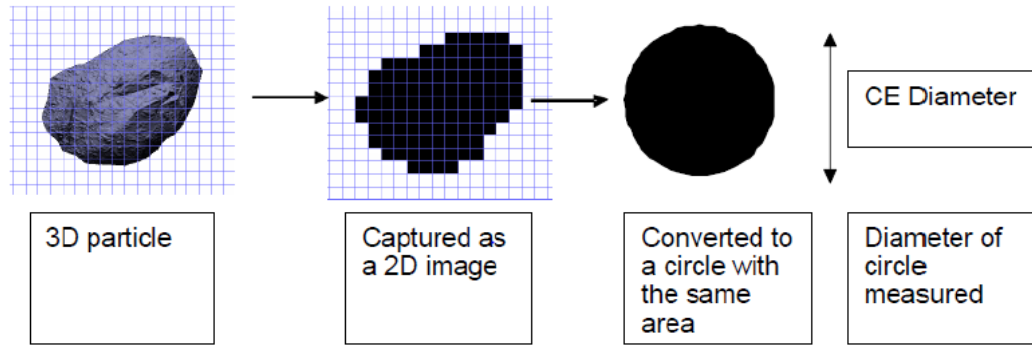 CE Diameter
3D particle
Captured as
a 2D image
Converted to
a circle with
the same
area
Diameter of
circle
measured